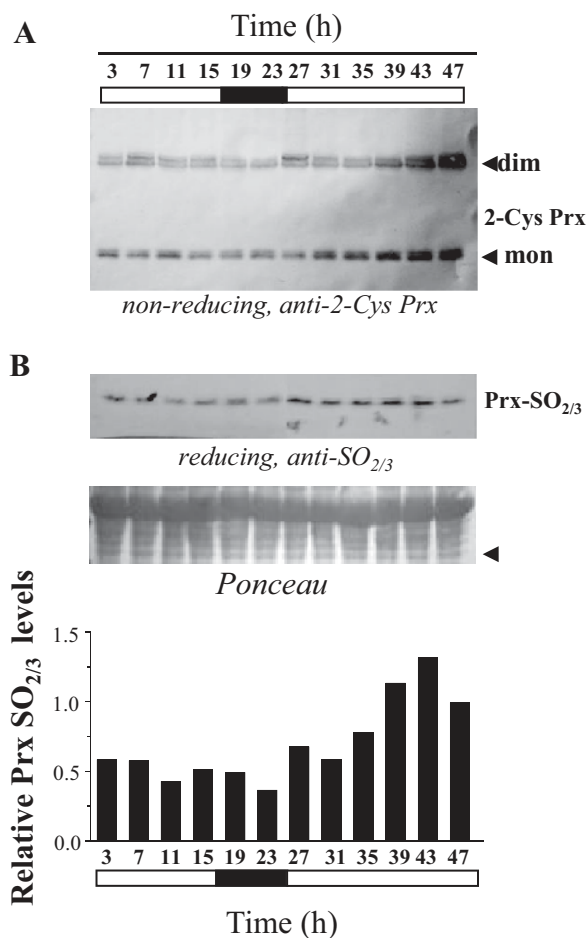 A
Time (h)
3 7 11 15 19 23 27 31 35 39 43 47
dim
2-Cys Prx
mon
non-reducing, anti-2-Cys Prx
B
Prx-SO2/3
reducing, anti-SO2/3
Ponceau
Relative Prx SO2/3 levels
1.5
1.0
0.5
0.0
3 7 11 15 19 23 27 31 35 39 43 47
Time (h)